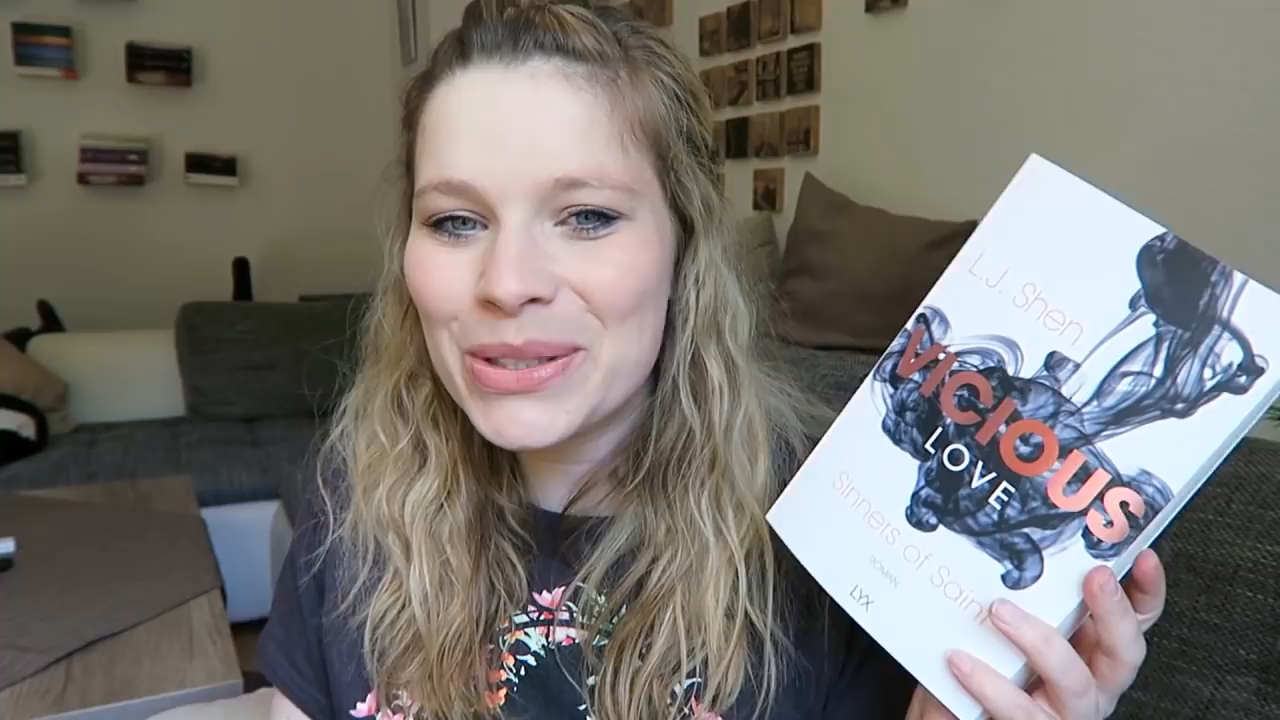 L.J. Shen
VICIOUS
LOVE
Sinners of Saint
ROMAN
LYX